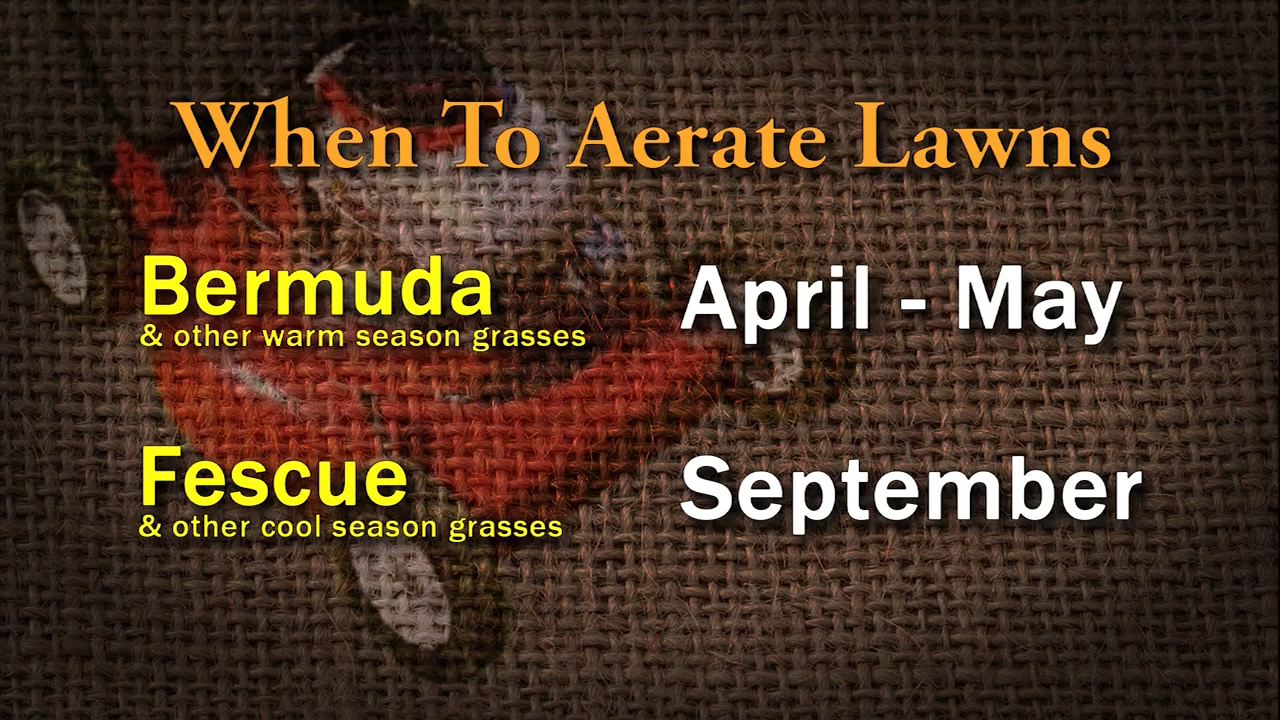 When To Aerate Lawns
Bermuda
& other warm season grasses
April - May
Fescue
& other cool season grasses
September